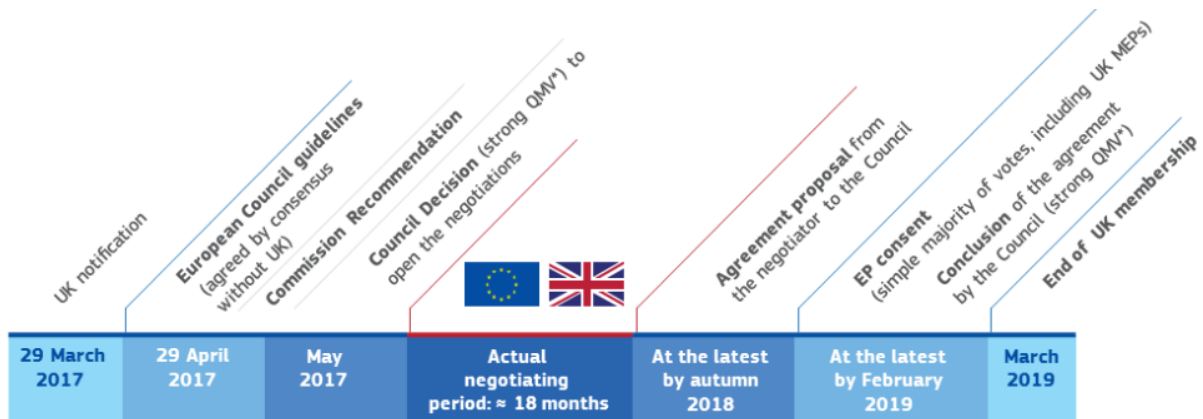 UK notification
European Council guidelines
(agreed by consensus
without UK)
Commission Recommendation
Council Decision (strong QMV*) to
open the negotiations
Agreement proposal from
the negotiator to the Council
EP consent
(simple majority of votes, including UK MEPs)
Conclusion of the agreement
by the Council (strong QMV*)
End of UK membership
29 March
2017
29 April
2017
May
2017
Actual
negotiating
period: ≈ 18 months
At the latest
by autumn
2018
At the latest
by February
2019
March
2019